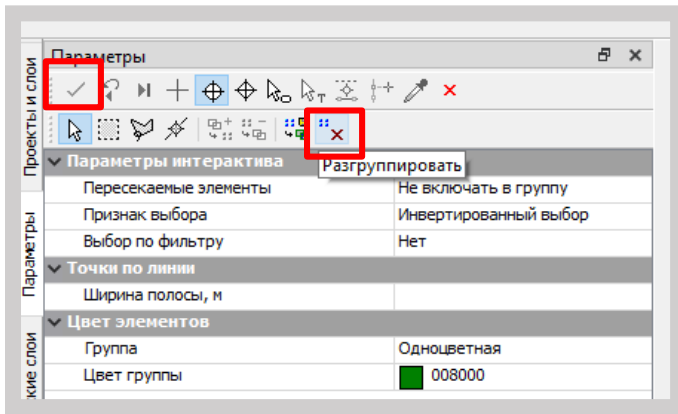 Параметры
Разгруппировать
Параметры интерактива
Пересекаемые элементы Не включать в группу
Признак выбора Инвертированный выбор
Выбор по фильтру Нет
Точки по линии
Ширина полосы, м
Цвет элементов
Группа Одноцветная
Цвет группы 008000
Проекты и слои
Параметры
кие слои